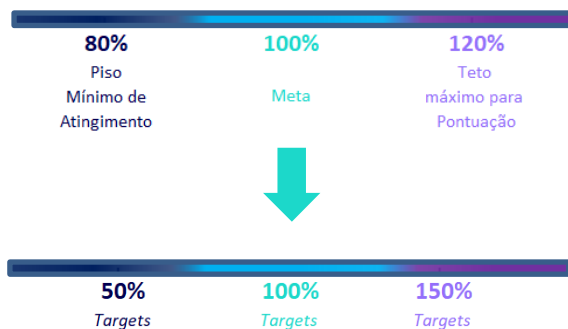 80% 100% 120%
Piso Teto
Mínimo de Meta máximo para
Atingimento Pontuação
50% 100% 150%
Targets Targets Targets